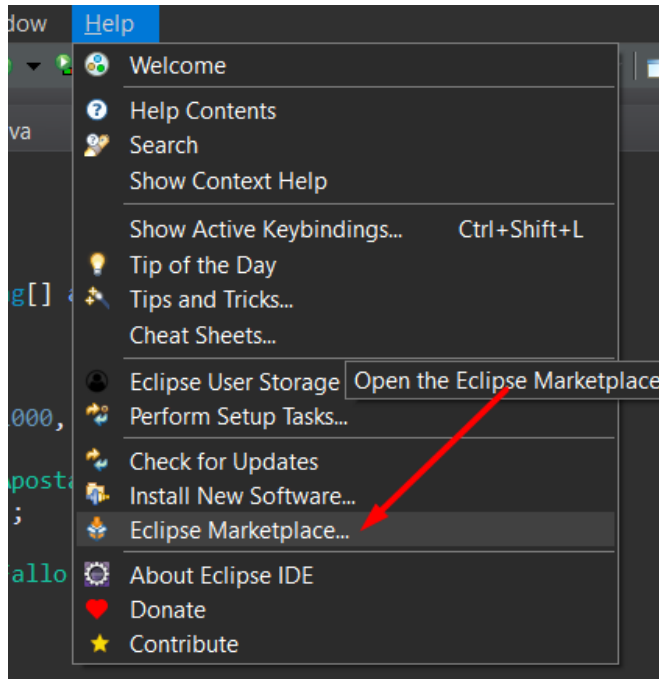 Help
Welcome
Help Contents
va
Search
Show Context Help
Show Active Keybindings... Ctrl+Shift+L
Tip of the Day
g[]
Tips and Tricks...
Cheat Sheets...
Eclipse User Storage
Open the Eclipse Marketplace
000,
Perform Setup Tasks...
Check for Updates
Install New Software...
;
Eclipse Marketplace...
About Eclipse IDE
allo
Donate
Contribute